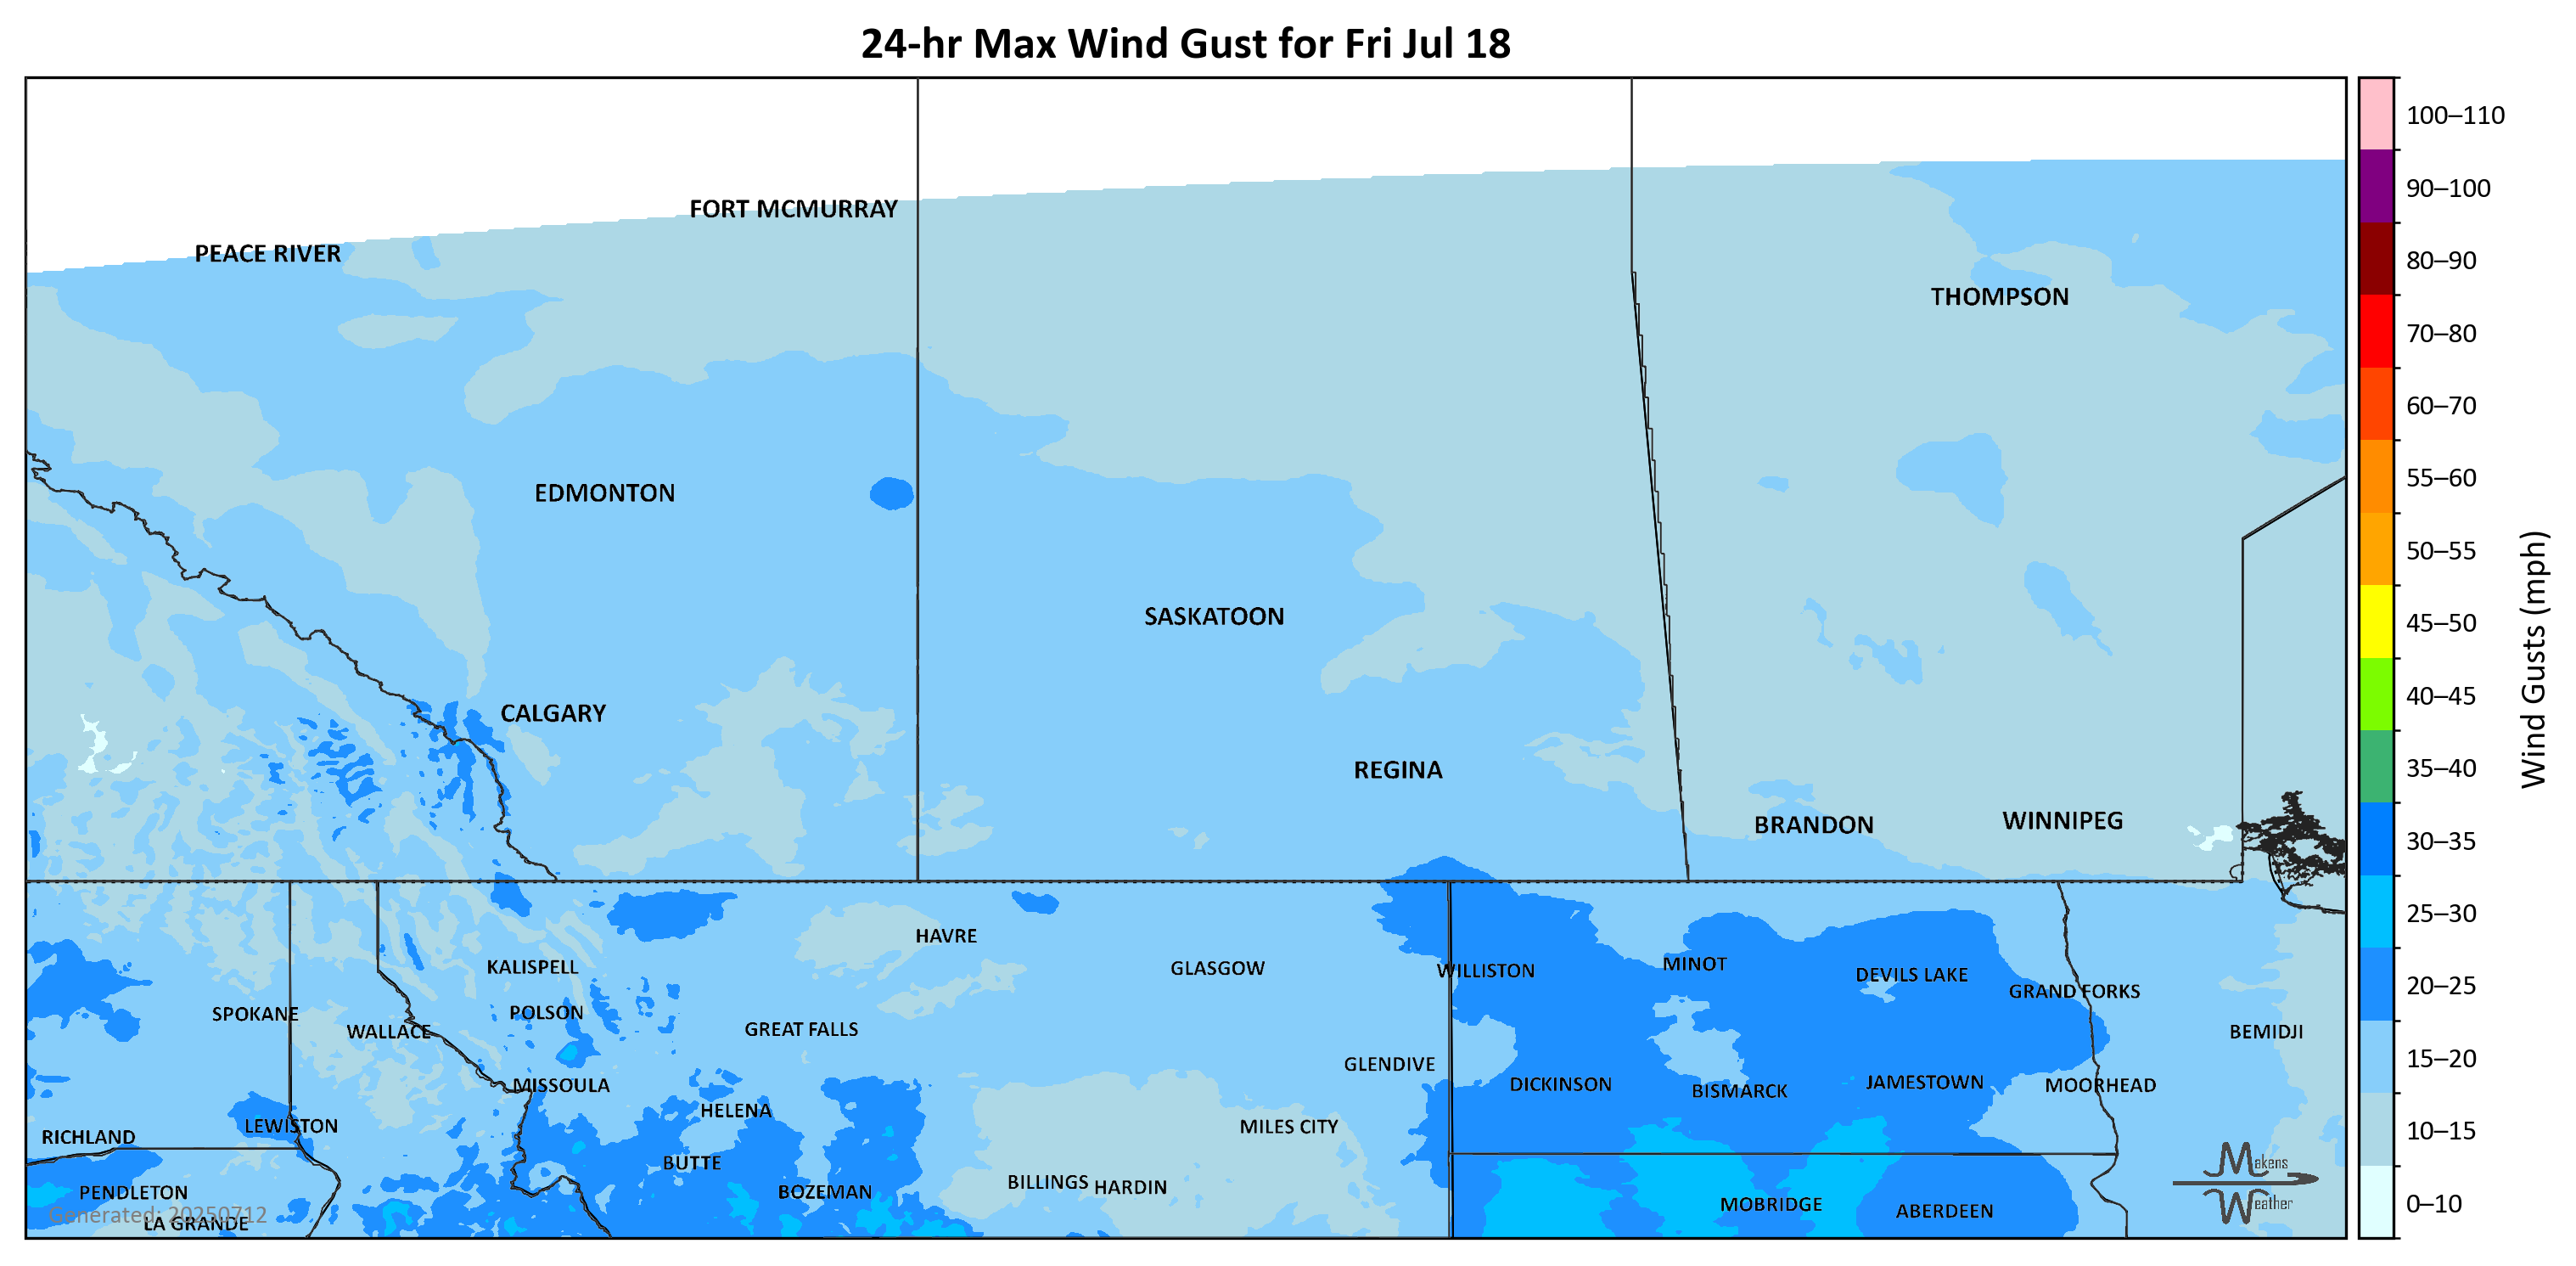 24-hr Max Wind Gust for Fri Jul 18
100–110
FORT MCMURRAY
90–100
PEACE RIVER
80–90
THOMPSON
70–80
60–70
55–60
EDMONTON
50–55
SASKATOON
45–50
Wind Gusts (mph)
40–45
CALGARY
REGINA
35–40
BRANDON
WINNIPEG
30–35
25–30
HAVRE
KALISPELL
GLASGOW
WILLISTON
MINOT
DEVILS LAKE
20–25
GRAND FORKS
SPOKANE
POLSON
WALLACE
GREAT FALLS
BEMIDJI
15–20
GLENDIVE
MISSOULA
DICKINSON
BISMARCK
JAMESTOWN
MOORHEAD
HELENA
LEWISTON
MILES CITY
10–15
RICHLAND
BUTTE
Makens
Weather
PENDLETON
BOZEMAN
BILLINGS
HARDIN
MOBRIDGE
ABERDEEN
0–10
Generated: 20250712
LA GRANDE